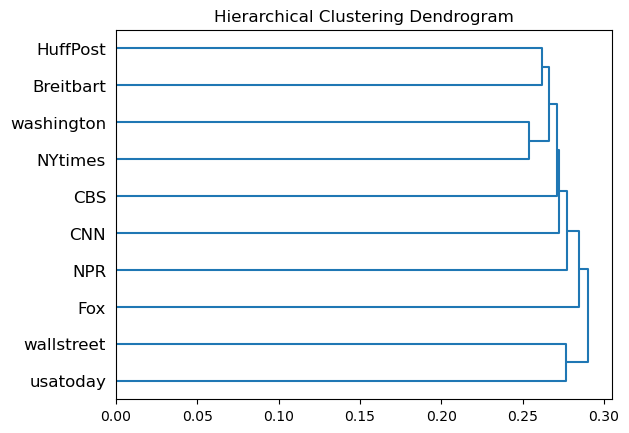 Hierarchical Clustering Dendrogram
HuffPost
Breitbart
washington
NYtimes
CBS
CNN
NPR
Fox
wallstreet
usatoday
0.00 0.05 0.10 0.15 0.20 0.25 0.30